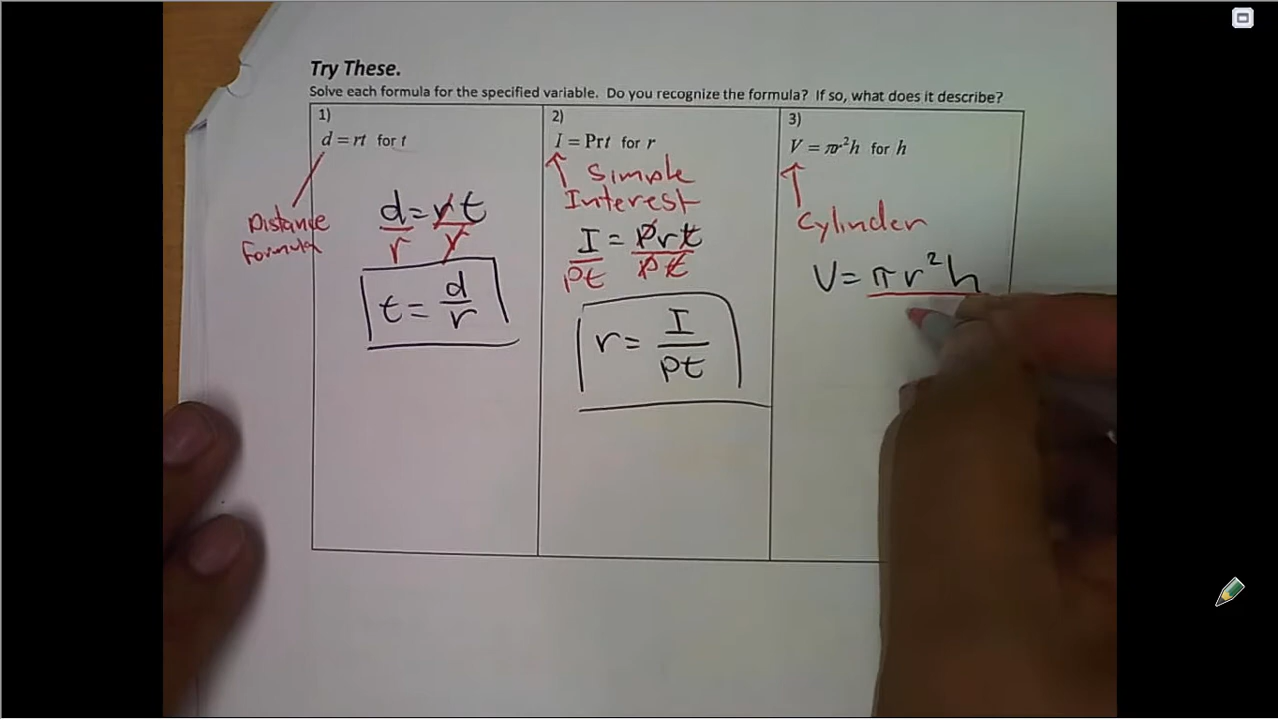 Try These.
Solve each formula for the specified variable. Do you recognize the formula? If so, what does it describe?
1)
d = rt for t
Distance
Formula
d = rt
r r
t = d/r
2)
I = Prt for r
Simple
Interest
I = prt
pt pt
r = I/pt
3)
V = πr²h for h
Cylinder
V = πr²h